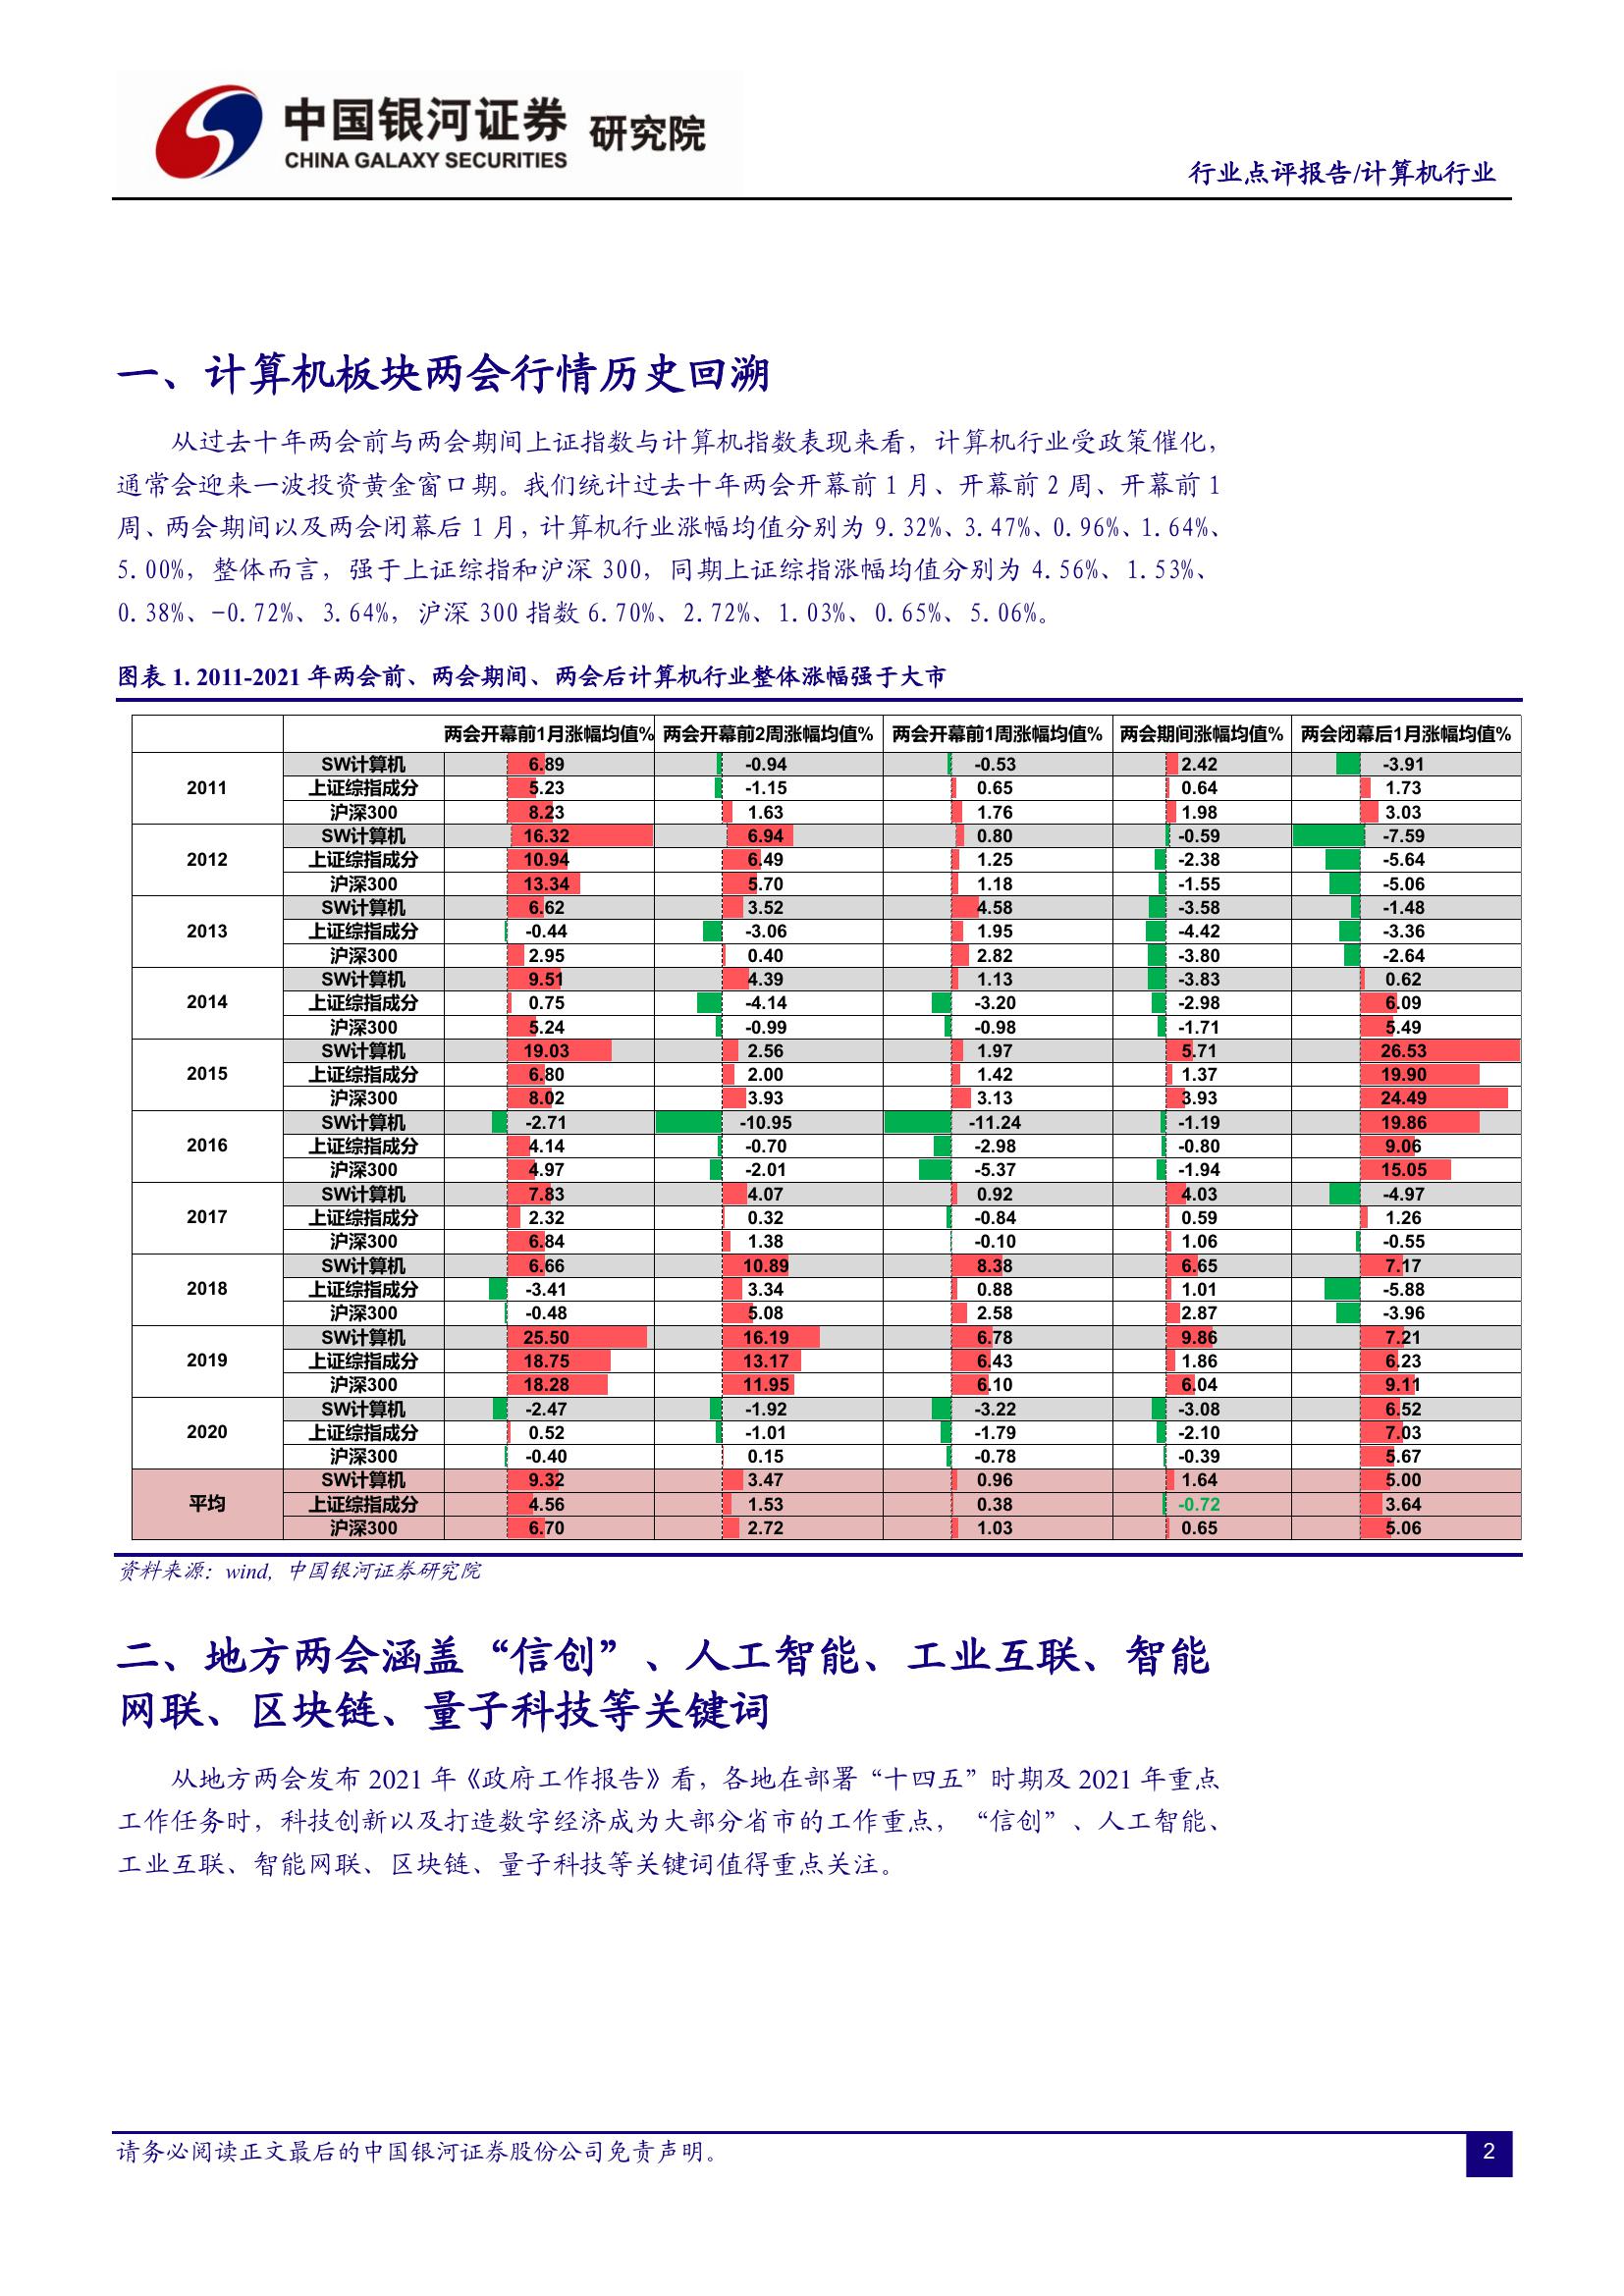 中国银河证券 研究院
CHINA GALAXY SECURITIES
行业点评报告/计算机行业
一、计算机板块两会行情历史回溯
从过去十年两会前与两会期间上证指数与计算机指数表现来看，计算机行业受政策催化，
通常会迎来一波投资黄金窗口期。我们统计过去十年两会开幕前 1 月、开幕前 2 周、开幕前 1
周、两会期间以及两会闭幕后 1 月，计算机行业涨幅均值分别为 9.32%、3.47%、0.96%、1.64%、
5.00%，整体而言，强于上证综指和沪深 300，同期上证综指涨幅均值分别为 4.56%、1.53%、
0.38%、-0.72%、3.64%，沪深 300 指数 6.70%、2.72%、1.03%、0.65%、5.06%。
图表 1. 2011-2021 年两会前、两会期间、两会后计算机行业整体涨幅强于大市
两会开幕前1月涨幅均值% 两会开幕前2周涨幅均值% 两会开幕前1周涨幅均值% 两会期间涨幅均值% 两会闭幕后1月涨幅均值%
SW计算机 6.89 -0.94 -0.53 2.42 -3.91
2011 上证综指成分 5.23 -1.15 0.65 0.64 1.73
沪深300 8.23 1.63 1.76 1.98 3.03
SW计算机 16.32 6.94 0.80 -0.59 -7.59
2012 上证综指成分 10.94 6.49 1.25 -2.38 -5.64
沪深300 13.34 5.70 1.18 -1.55 -5.06
SW计算机 6.62 3.52 4.58 -3.58 -1.48
2013 上证综指成分 -0.44 -3.06 1.95 -4.42 -3.36
沪深300 2.95 0.40 2.82 -3.80 -2.64
SW计算机 9.51 4.39 1.13 -3.83 0.62
2014 上证综指成分 0.75 -4.14 -3.20 -2.98 6.09
沪深300 5.24 -0.99 -0.98 -1.71 5.49
SW计算机 19.03 2.56 1.97 5.71 26.53
2015 上证综指成分 6.80 2.00 1.42 1.37 19.90
沪深300 8.02 3.93 3.13 3.93 24.49
SW计算机 -2.71 -10.95 -11.24 -1.19 19.86
2016 上证综指成分 4.14 -0.70 -2.98 -0.80 9.06
沪深300 4.97 -2.01 -5.37 -1.94 15.05
SW计算机 7.83 4.07 0.92 4.03 -4.97
2017 上证综指成分 2.32 0.32 -0.84 0.59 1.26
沪深300 6.84 1.38 -0.10 1.06 -0.55
SW计算机 6.66 10.89 8.38 6.65 7.17
2018 上证综指成分 -3.41 3.34 0.88 1.01 -5.88
沪深300 -0.48 5.08 2.58 2.87 -3.96
SW计算机 25.50 16.19 6.78 9.86 7.21
2019 上证综指成分 18.75 13.17 6.43 1.86 6.23
沪深300 18.28 11.95 6.10 6.04 9.11
SW计算机 -2.47 -1.92 -3.22 -3.08 6.52
2020 上证综指成分 0.52 -1.01 -1.79 -2.10 7.03
沪深300 -0.40 0.15 -0.78 -0.39 5.67
SW计算机 9.32 3.47 0.96 1.64 5.00
平均 上证综指成分 4.56 1.53 0.38 -0.72 3.64
沪深300 6.70 2.72 1.03 0.65 5.06
资料来源：wind, 中国银河证券研究院
二、地方两会涵盖“信创”、人工智能、工业互联、智能
网联、区块链、量子科技等关键词
从地方两会发布 2021 年《政府工作报告》看，各地在部署“十四五”时期及 2021 年重点
工作任务时，科技创新以及打造数字经济成为大部分省市的工作重点，“信创”、人工智能、
工业互联、智能网联、区块链、量子科技等关键词值得重点关注。
请务必阅读正文最后的中国银河证券股份公司免责声明。
2